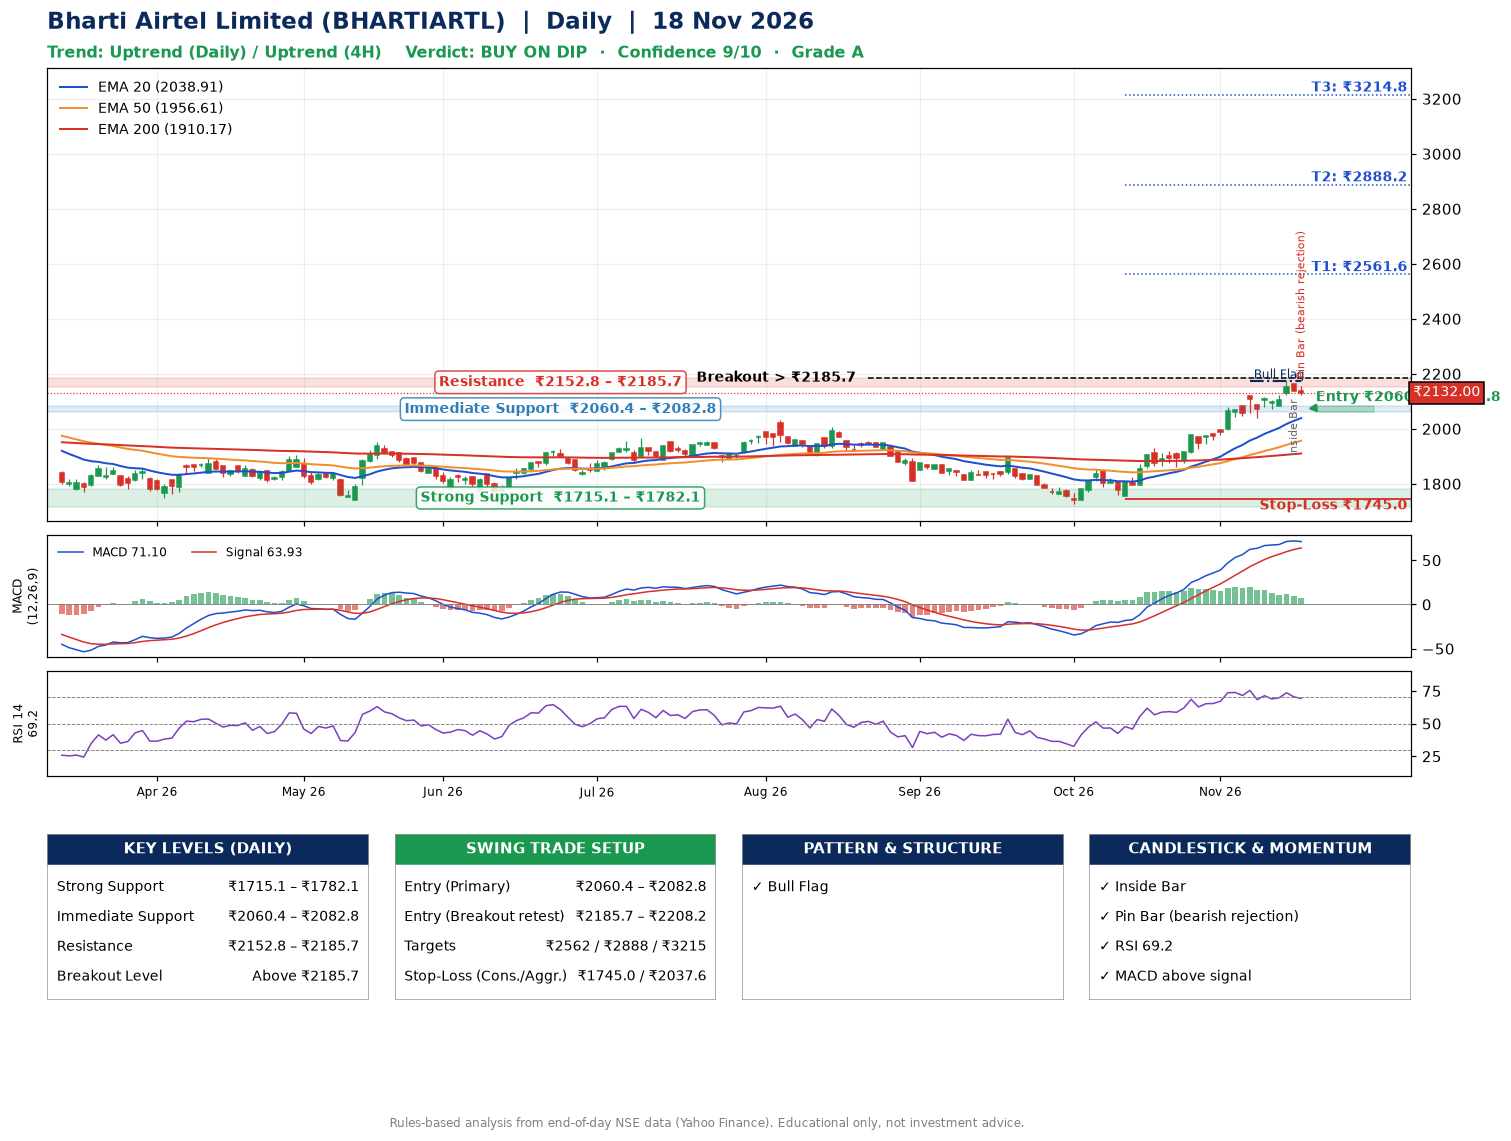 Bharti Airtel Limited (BHARTIARTL)  |  Daily  |  18 Nov 2026
Trend: Uptrend (Daily) / Uptrend (4H)    Verdict: BUY ON DIP  ·  Confidence 9/10  ·  Grade A
EMA 20 (2038.91)
EMA 50 (1956.61)
EMA 200 (1910.17)
T3: ₹3214.8
T2: ₹2888.2
T1: ₹2561.6
Pin Bar (bearish rejection)
Inside Bar
Bull Flag
Breakout > ₹2185.7
Resistance  ₹2152.8 – ₹2185.7
Immediate Support  ₹2060.4 – ₹2082.8
Strong Support  ₹1715.1 – ₹1782.1
₹2132.00
Stop-Loss ₹1745.0
3200
3000
2800
2600
2400
2200
2000
1800
MACD 71.10
Signal 63.93
MACD
(12,26,9)
50
0
−50
RSI 14
69.2
75
50
25
Apr 26
May 26
Jun 26
Jul 26
Aug 26
Sep 26
Oct 26
Nov 26
KEY LEVELS (DAILY)
Strong Support ₹1715.1 – ₹1782.1
Immediate Support ₹2060.4 – ₹2082.8
Resistance ₹2152.8 – ₹2185.7
Breakout Level Above ₹2185.7
SWING TRADE SETUP
Entry (Primary) ₹2060.4 – ₹2082.8
Entry (Breakout retest) ₹2185.7 – ₹2208.2
Targets ₹2562 / ₹2888 / ₹3215
Stop-Loss (Cons./Aggr.) ₹1745.0 / ₹2037.6
PATTERN & STRUCTURE
✓ Bull Flag
CANDLESTICK & MOMENTUM
✓ Inside Bar
✓ Pin Bar (bearish rejection)
✓ RSI 69.2
✓ MACD above signal
Rules-based analysis from end-of-day NSE data (Yahoo Finance). Educational only, not investment advice.